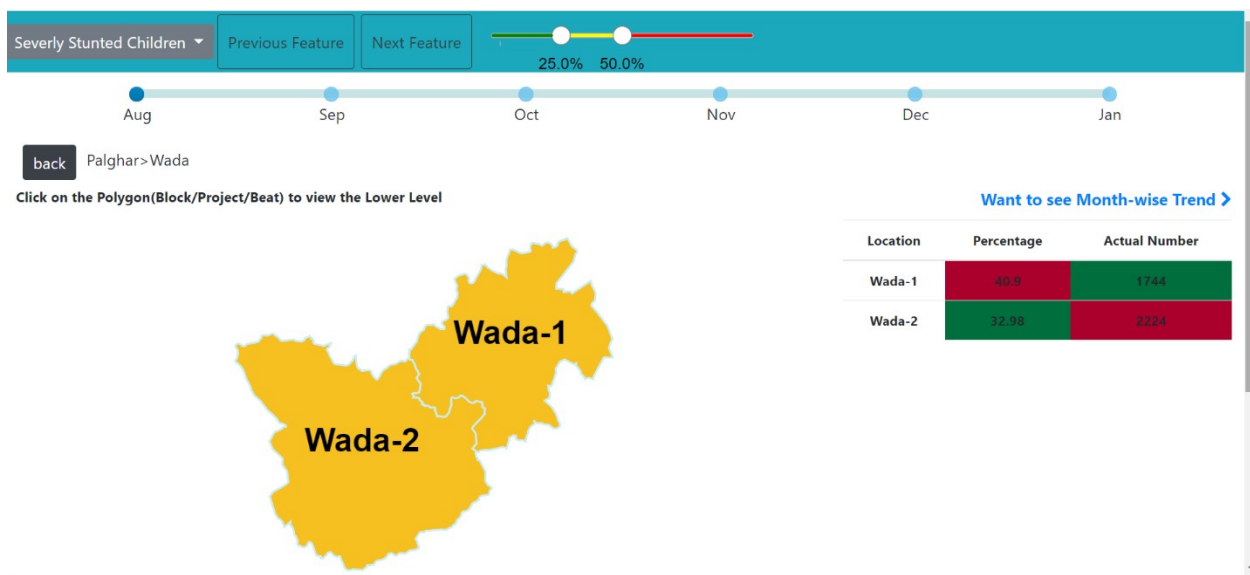 Severly Stunted Children Previous Feature Next Feature
25.0% 50.0%
Aug Sep Oct Nov Dec Jan
back Palghar>Wada
Click on the Polygon(Block/Project/Beat) to view the Lower Level
Want to see Month-wise Trend
Location Percentage Actual Number
Wada-1 40.9 1744
Wada-2 32.98 2224
Wada-1
Wada-2